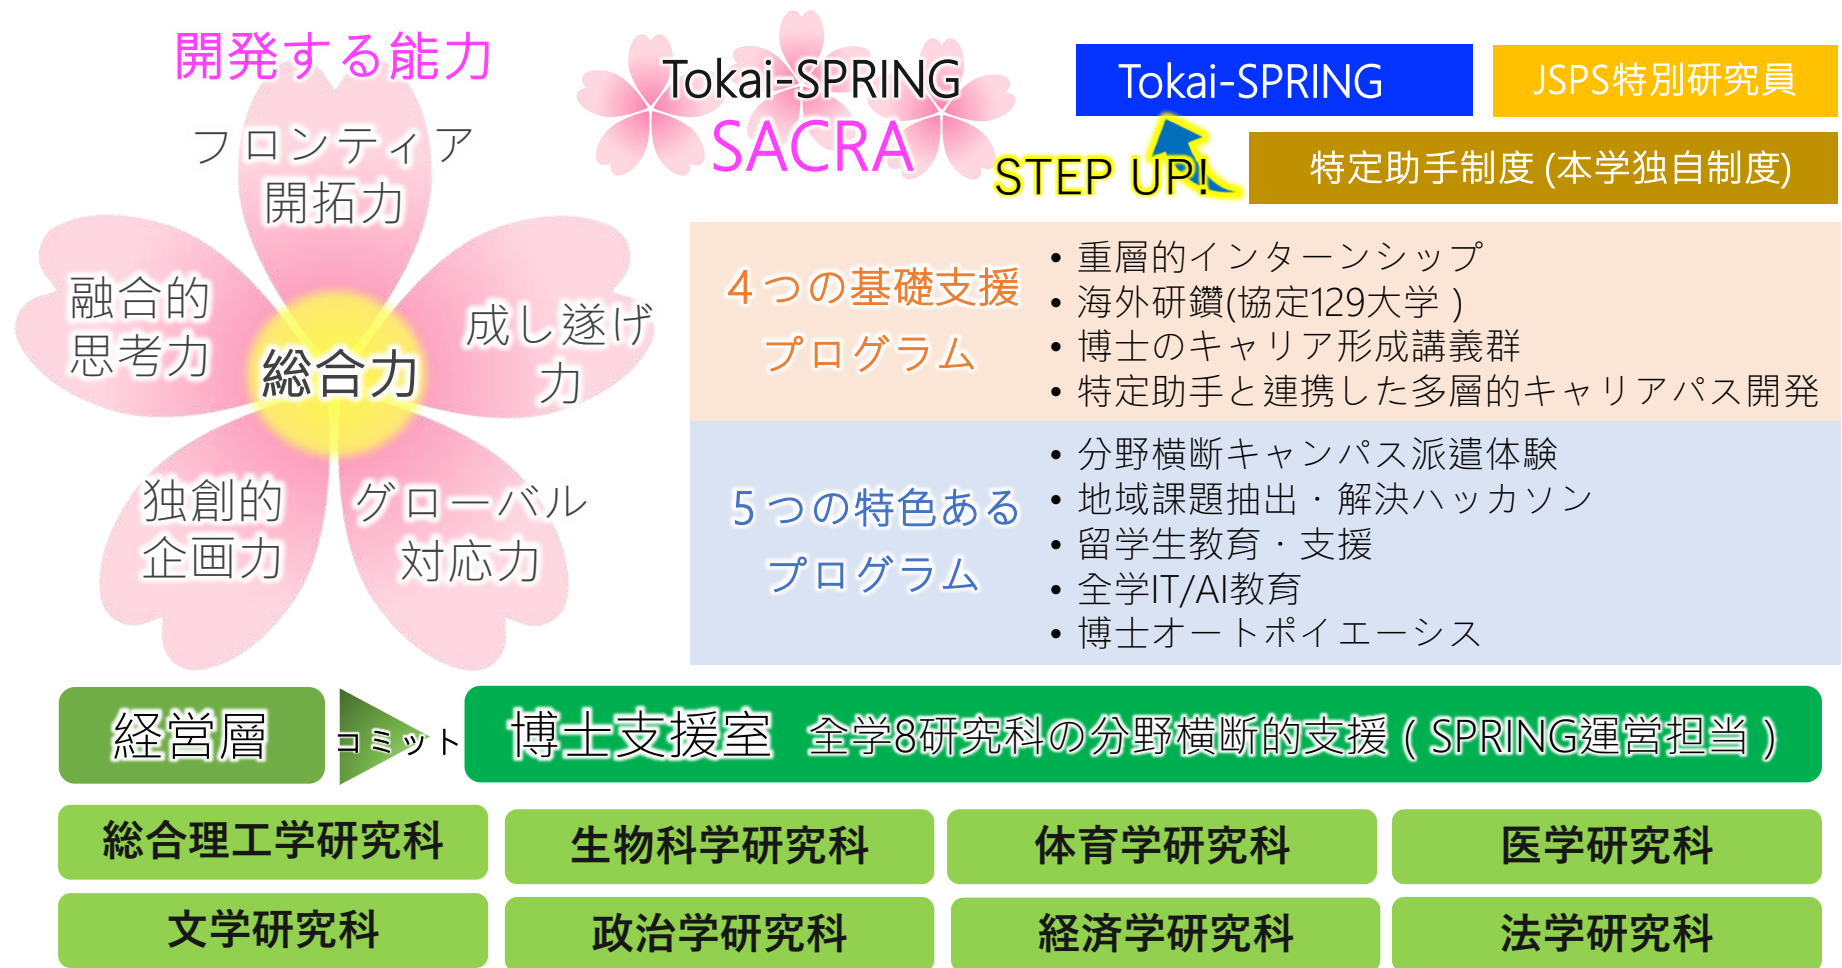 開発する能力
フロンティア
開拓力
融合的
思考力
成し遂げ
力
総合力
独創的
企画力
グローバル
対応力
Tokai-SPRING
SACRA
Tokai-SPRING
JSPS特別研究員
STEP UP!
特定助手制度 (本学独自制度)
4つの基礎支援
プログラム
• 重層的インターンシップ
• 海外研鑽(協定129大学)
• 博士のキャリア形成講義群
• 特定助手と連携した多層的キャリアパス開発
5つの特色ある
プログラム
• 分野横断キャンパス派遣体験
• 地域課題抽出・解決ハッカソン
• 留学生教育・支援
• 全学IT/AI教育
• 博士オートポイエーシス
経営層
コミット
博士支援室 全学8研究科の分野横断的支援(SPRING運営担当)
総合理工学研究科
生物科学研究科
体育学研究科
医学研究科
文学研究科
政治学研究科
経済学研究科
法学研究科